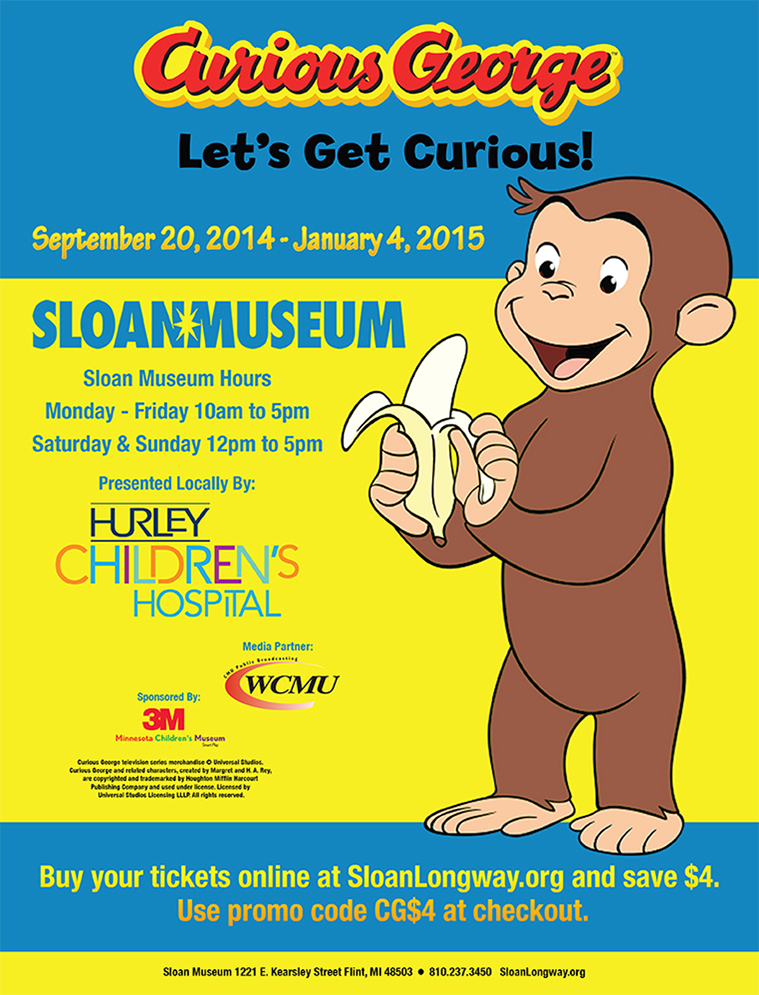 Curious George™
Let's Get Curious!
September 20, 2014 - January 4, 2015
SLOAN MUSEUM
Sloan Museum Hours
Monday - Friday 10am to 5pm
Saturday & Sunday 12pm to 5pm
Presented Locally By:
HURLEY
CHILDREN'S
HOSPITAL
Media Partner:
CMU Public Broadcasting
WCMU
Sponsored By:
3M
Minnesota Children's Museum
Smart Play
Curious George television series merchandise © Universal Studios.
Curious George and related characters, created by Margret and H. A. Rey,
are copyrighted and trademarked by Houghton Mifflin Harcourt
Publishing Company and used under license. Licensed by
Universal Studios Licensing LLLP. All rights reserved.
Buy your tickets online at SloanLongway.org and save $4.
Use promo code CG$4 at checkout.
Sloan Museum 1221 E. Kearsley Street Flint, MI 48503 ● 810.237.3450 SloanLongway.org